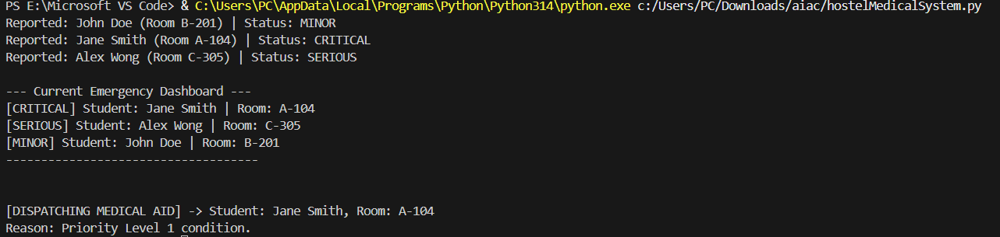 PS E:\Microsoft VS Code> & C:\Users\PC\AppData\Local\Programs\Python\Python314\python.exe c:/Users/PC/Downloads/aiac/hostelMedicalSystem.py
Reported: John Doe (Room B-201) | Status: MINOR
Reported: Jane Smith (Room A-104) | Status: CRITICAL
Reported: Alex Wong (Room C-305) | Status: SERIOUS
--- Current Emergency Dashboard ---
[CRITICAL] Student: Jane Smith | Room: A-104
[SERIOUS] Student: Alex Wong | Room: C-305
[MINOR] Student: John Doe | Room: B-201
------------------------------------
[DISPATCHING MEDICAL AID] -> Student: Jane Smith, Room: A-104
Reason: Priority Level 1 condition.